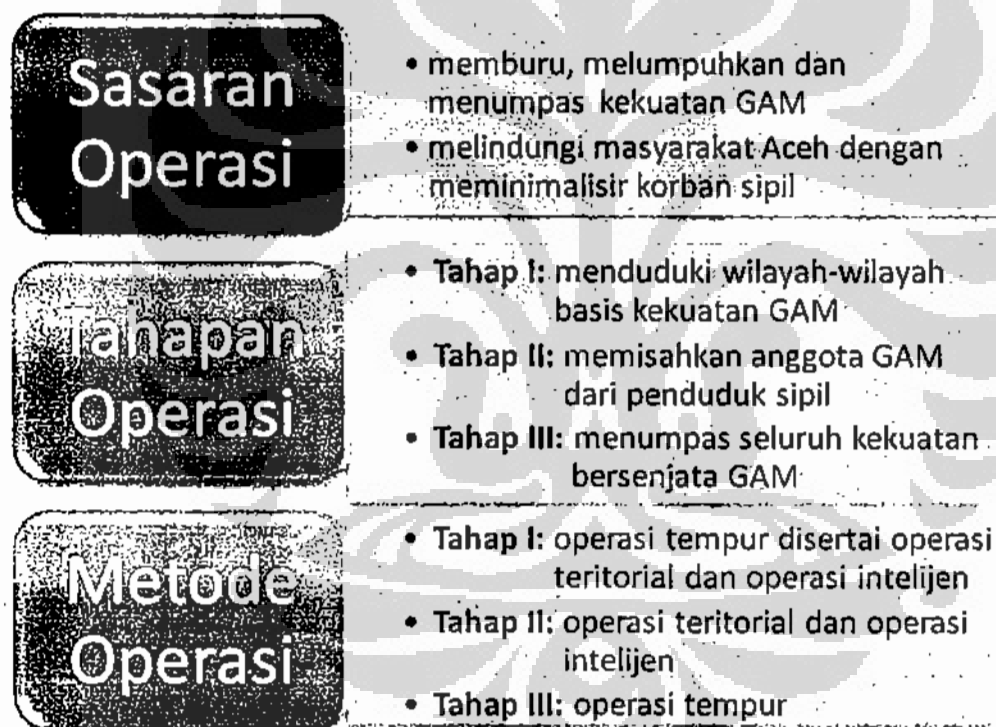 Sasaran
Operasi
• memburu, melumpuhkan dan
menumpas kekuatan GAM
• melindungi masyarakat Aceh dengan
meminimalisir korban sipil
Tahapan
Operasi
• Tahap I: menduduki wilayah-wilayah
basis kekuatan GAM
• Tahap II: memisahkan anggota GAM
dari penduduk sipil
• Tahap III: menumpas seluruh kekuatan
bersenjata GAM
Metode
Operasi
• Tahap I: operasi tempur disertai operasi
teritorial dan operasi intelijen
• Tahap II: operasi teritorial dan operasi
intelijen
• Tahap III: operasi tempur